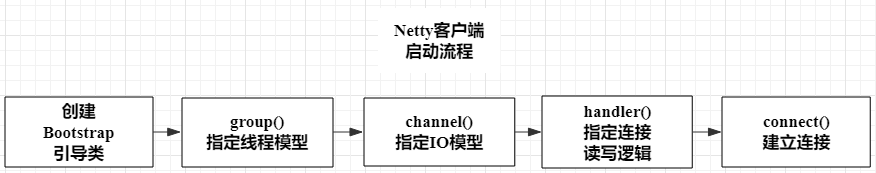 Netty客户端
启动流程
创建
Bootstrap
引导类
group()
指定线程模型
channel()
指定IO模型
handler()
指定连接
读写逻辑
connect()
建立连接